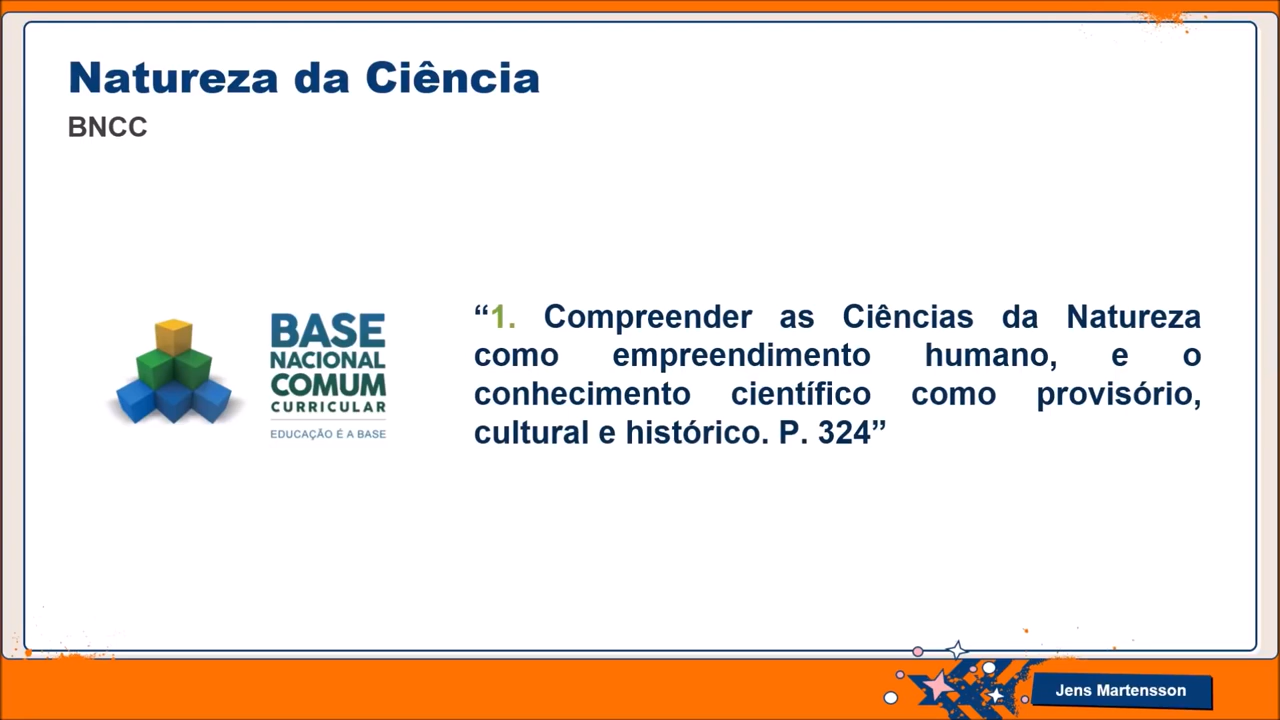 Natureza da Ciência
BNCC
BASE
NACIONAL
COMUM
CURRICULAR
EDUCAÇÃO É A BASE
“1. Compreender as Ciências da Natureza
como empreendimento humano, e o
conhecimento científico como provisório,
cultural e histórico. P. 324”
Jens Martensson